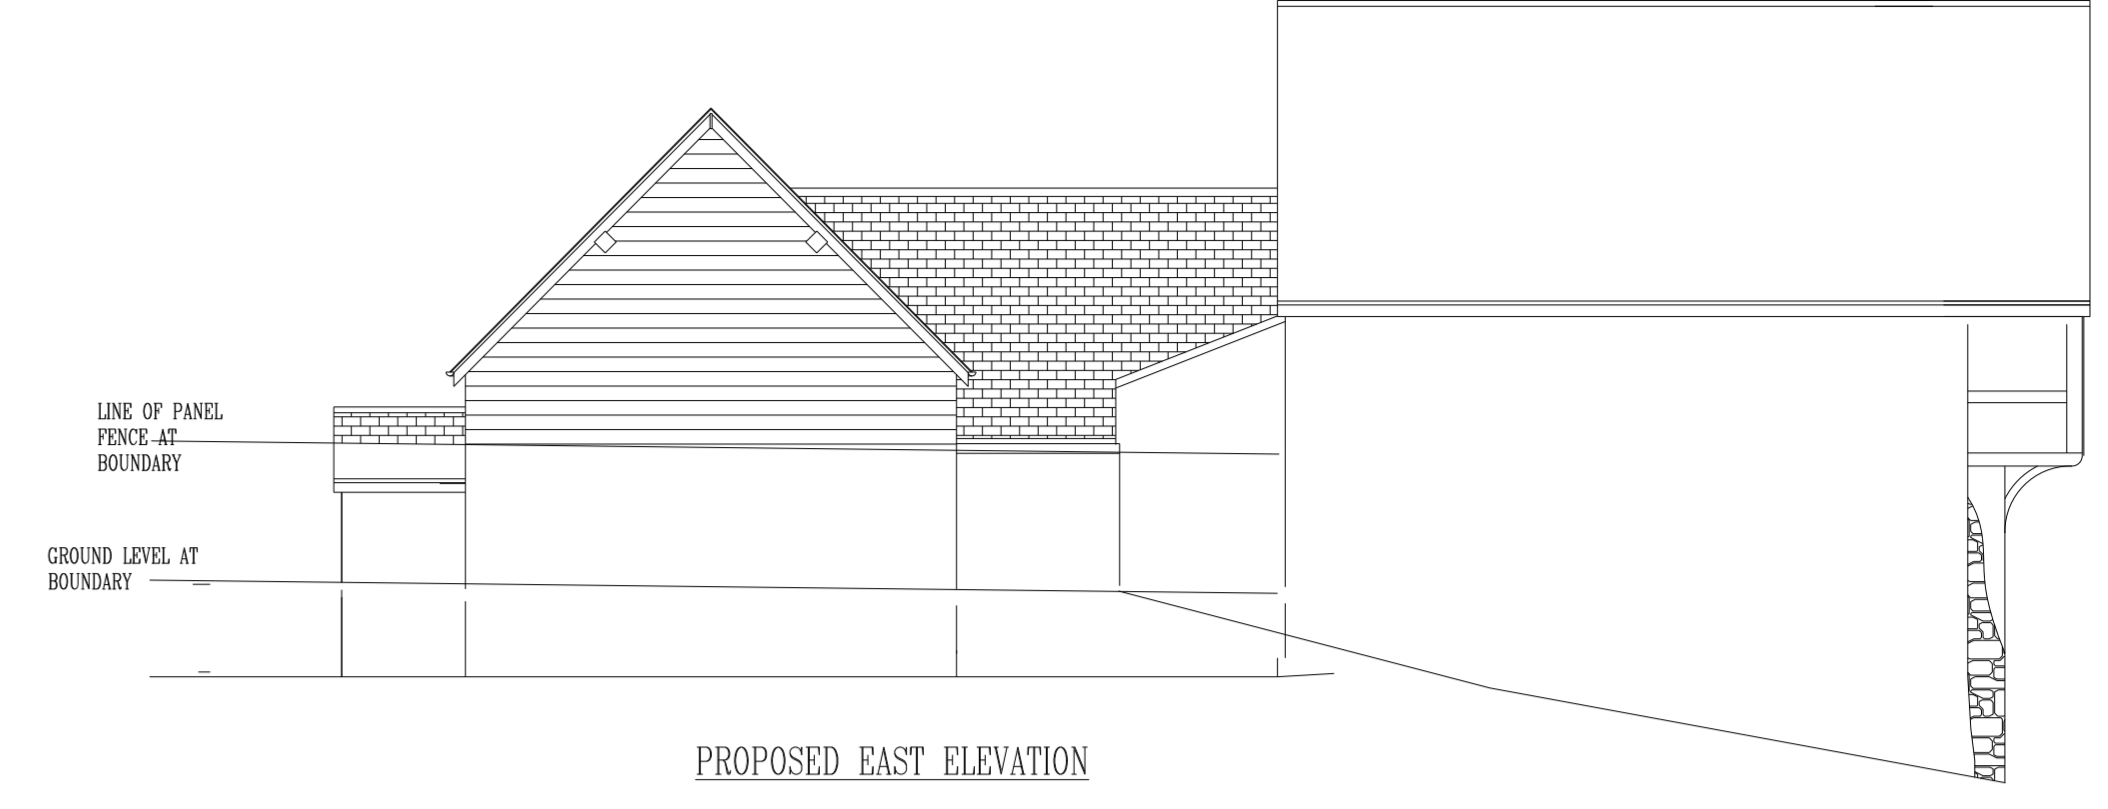 LINE OF PANEL
FENCE AT
BOUNDARY
GROUND LEVEL AT
BOUNDARY
PROPOSED EAST ELEVATION